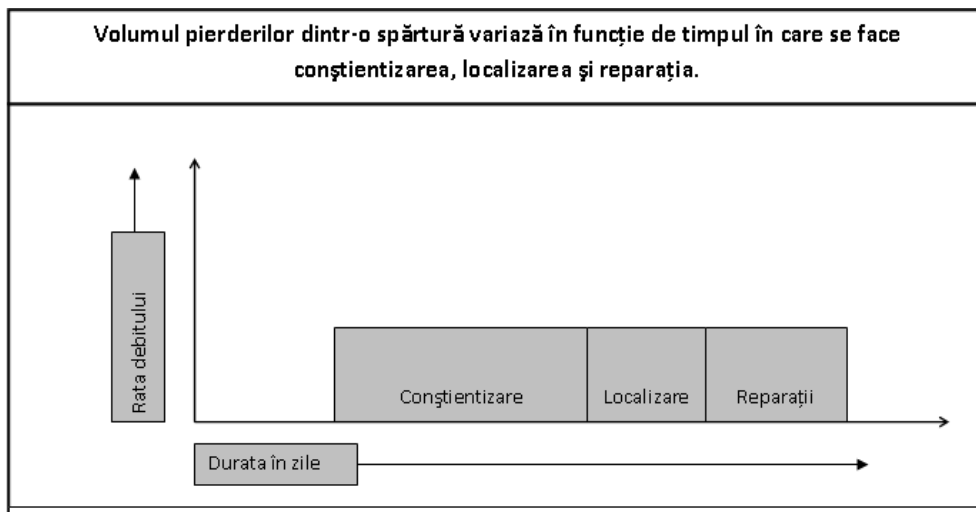 Volumul pierderilor dintr-o spărtură variază în funcție de timpul în care se face
conştientizarea, localizarea şi reparația.
Rata debitului
Conştientizare
Localizare
Reparații
Durata în zile